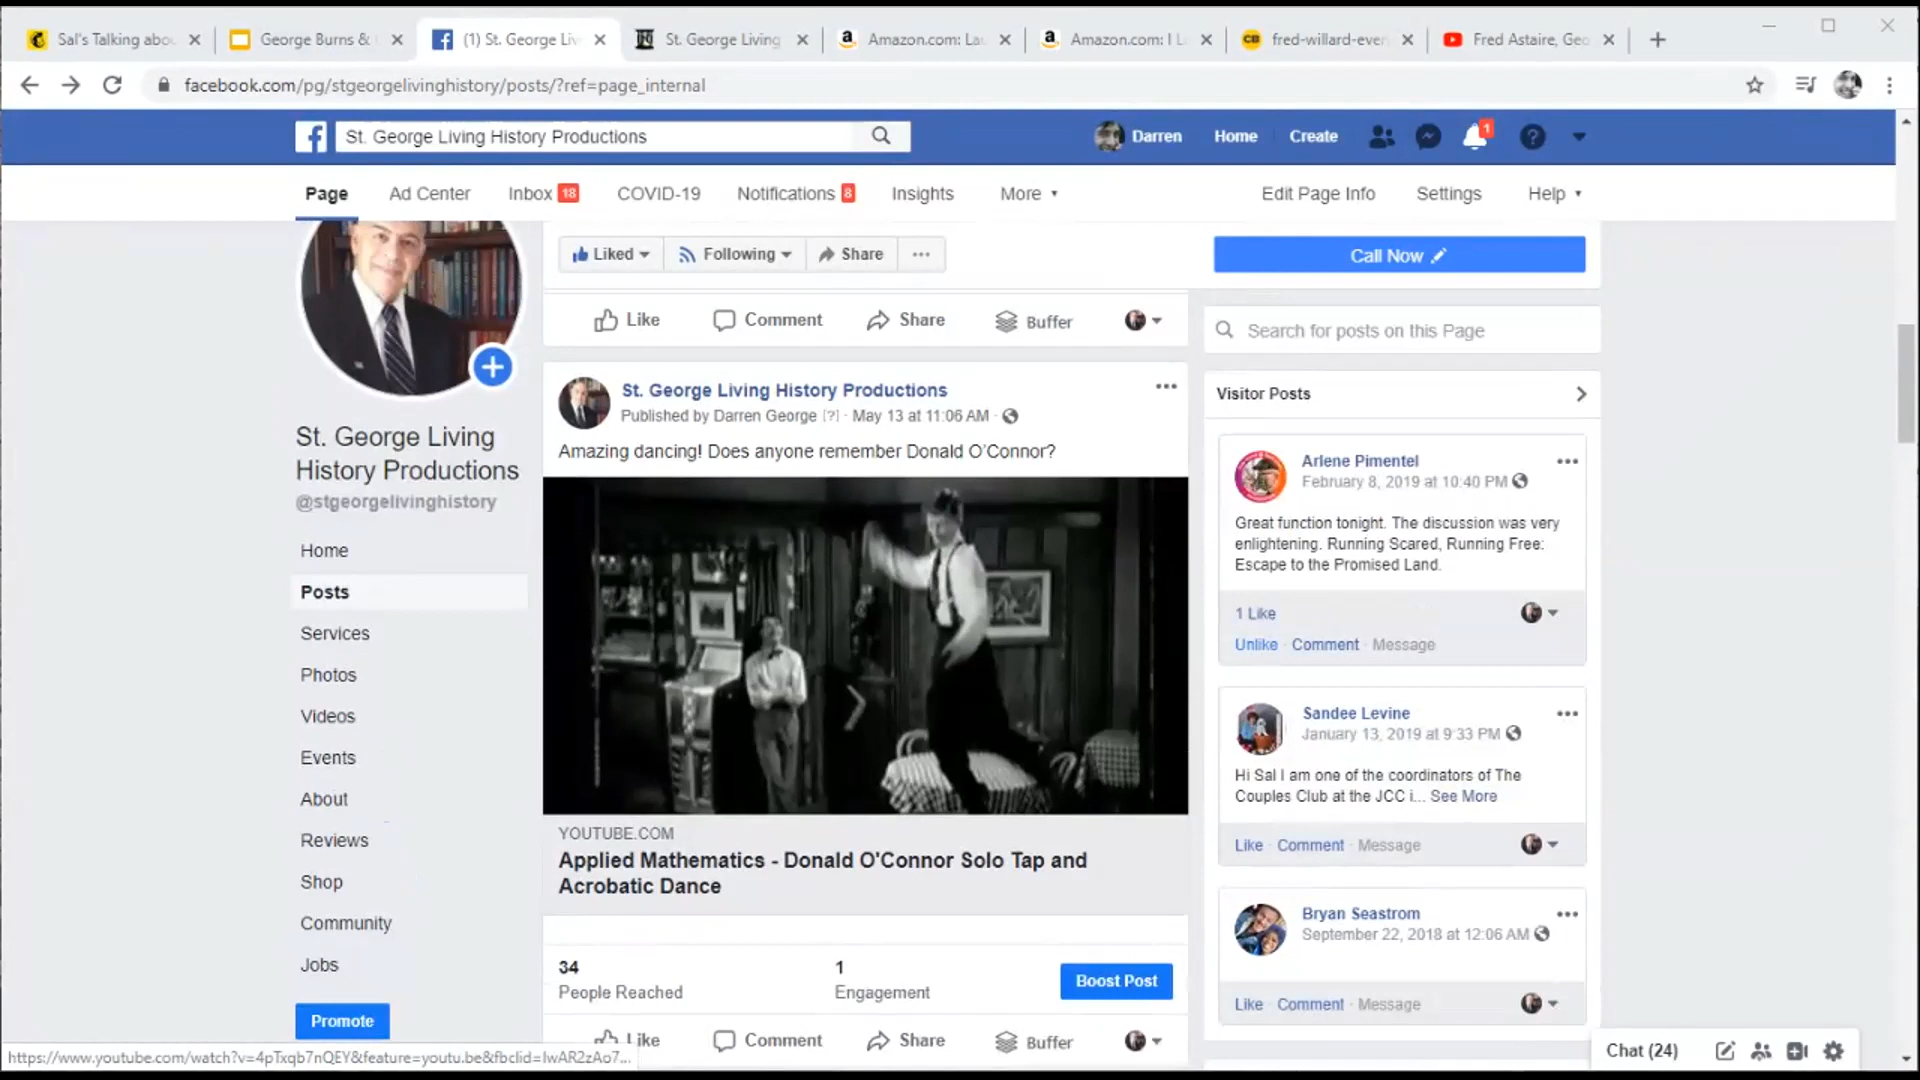 Sal's Talking abou
George Burns &
(1) St. George Liv
St. George Living
Amazon.com: Lau
Amazon.com: I L
fred-willard-ever
Fred Astaire, Geo
facebook.com/pg/stgeorgelivinghistory/posts/?ref=page_internal
St. George Living History Productions
Darren
Home
Create
1
Page
Ad Center
Inbox 18
COVID-19
Notifications 8
Insights
More
Edit Page Info
Settings
Help
Liked
Following
Share
Call Now
Like
Comment
Share
Buffer
Search for posts on this Page
St. George Living
History Productions
@stgeorgelivinghistory
Home
Posts
Services
Photos
Videos
Events
About
Reviews
Shop
Community
Jobs
Promote
St. George Living History Productions
Published by Darren George [?] · May 13 at 11:06 AM ·
Amazing dancing! Does anyone remember Donald O'Connor?
YOUTUBE.COM
Applied Mathematics - Donald O'Connor Solo Tap and
Acrobatic Dance
34
People Reached
1
Engagement
Boost Post
Like
Comment
Share
Buffer
Visitor Posts
Arlene Pimentel
February 8, 2019 at 10:40 PM
Great function tonight. The discussion was very
enlightening. Running Scared, Running Free:
Escape to the Promised Land.
1 Like
Unlike · Comment · Message
Sandee Levine
January 13, 2019 at 9:33 PM
Hi Sal I am one of the coordinators of The
Couples Club at the JCC i... See More
Like · Comment · Message
Bryan Seastrom
September 22, 2018 at 12:06 AM
Like · Comment · Message
Chat (24)
https://www.youtube.com/watch?v=4pTxqb7nQEY&feature=youtu.be&fbclid=IwAR2zAo7...